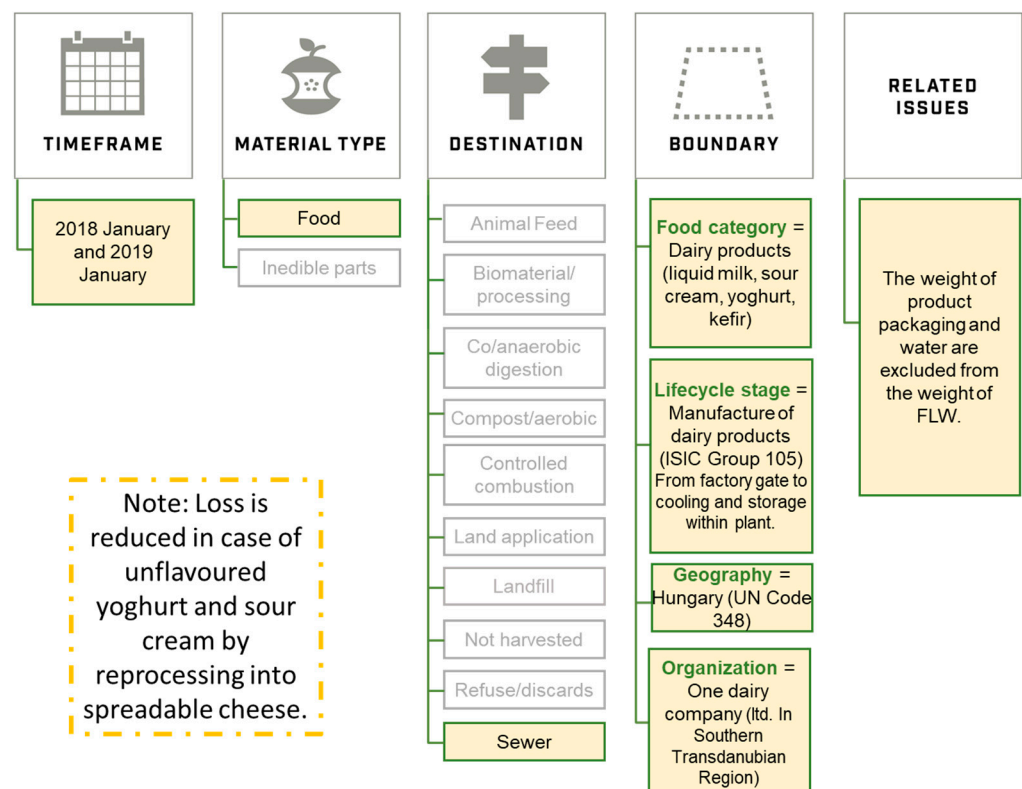 TIMEFRAME
2018 January
and 2019
January
MATERIAL TYPE
Food
Inedible parts
DESTINATION
Animal Feed
Biomaterial/
processing
Co/anaerobic
digestion
Compost/aerobic
Controlled
combustion
Land application
Landfill
Not harvested
Refuse/discards
Sewer
BOUNDARY
Food category =
Dairy products
(liquid milk, sour
cream, yoghurt,
kefir)
Lifecycle stage =
Manufacture of
dairy products
(ISIC Group 105)
From factory gate to
cooling and storage
within plant.
Geography =
Hungary (UN Code
348)
Organization =
One dairy
company (ltd. In
Southern
Transdanubian
Region)
RELATED
ISSUES
The weight of
product
packaging and
water are
excluded from
the weight of
FLW.
Note: Loss is
reduced in case of
unflavoured
yoghurt and sour
cream by
reprocessing into
spreadable cheese.